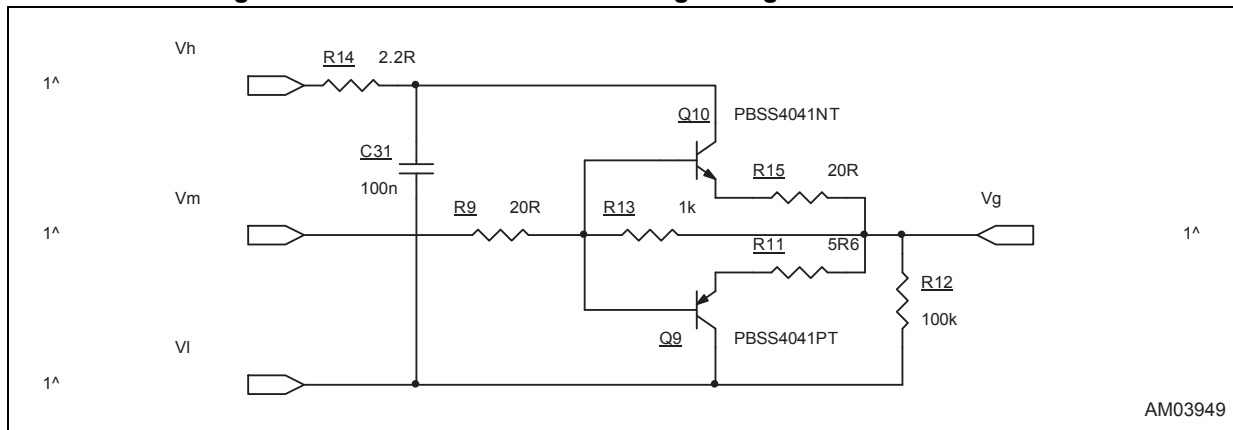 Vh
R14 2.2R
1^
Q10 PBSS4041NT
C31
100n
R15 20R
Vm
R9 20R
R13 1k
Vg
1^
1^
R11 5R6
R12
100k
Q9 PBSS4041PT
Vl
1^
AM03949